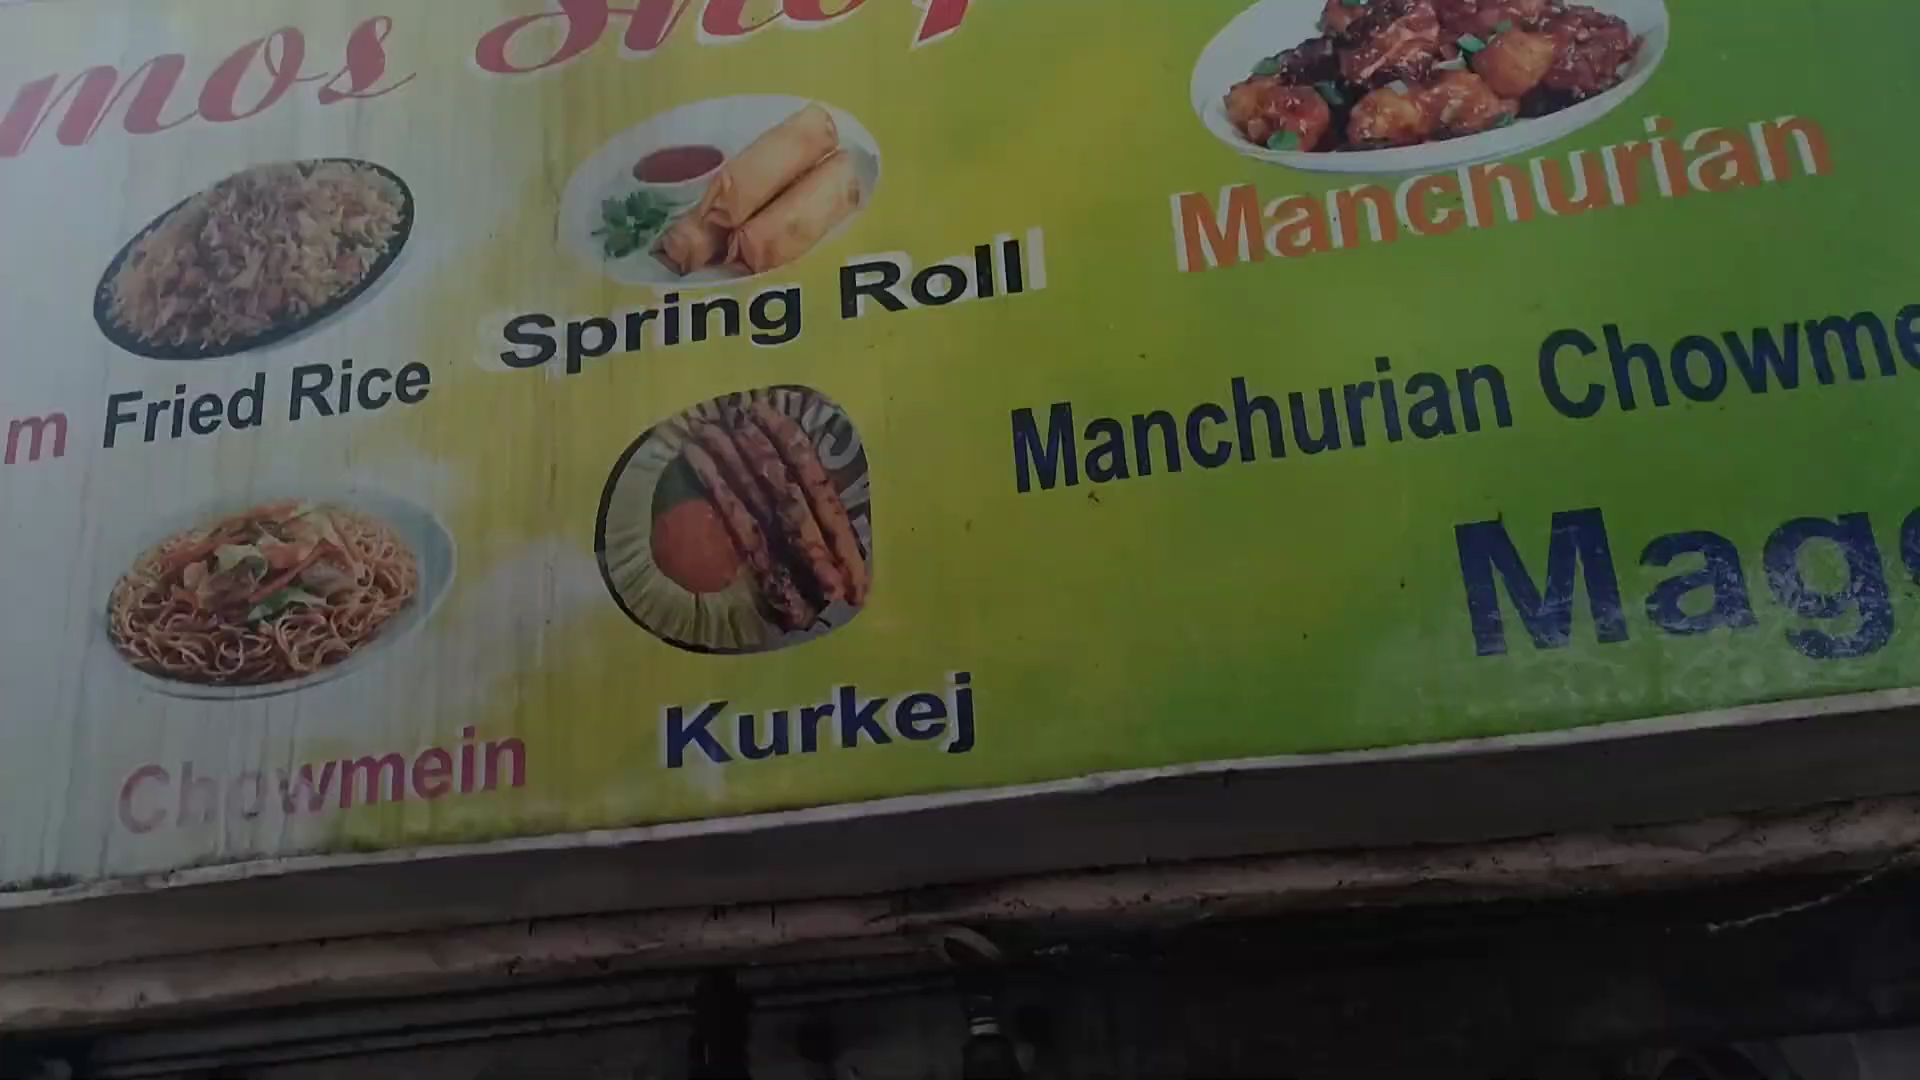 mos Shop
Manchurian
Spring Roll
m Fried Rice
Manchurian Chowme
Mag
Kurkej
Chowmein